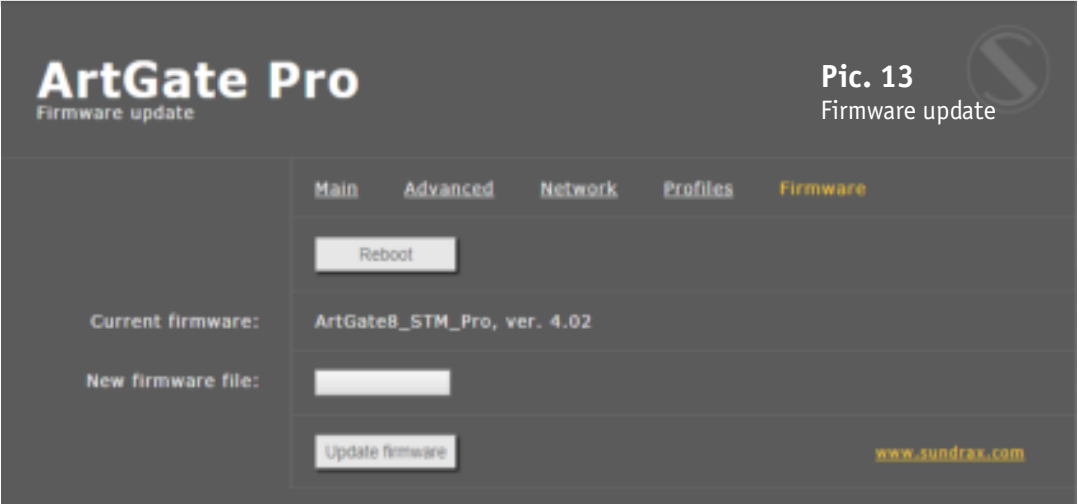 ArtGate Pro
Firmware update
Pic. 13
Firmware update
Main Advanced Network Profiles Firmware
Reboot
Current firmware: ArtGate8_STM_Pro, ver. 4.02
New firmware file:
Update firmware
www.sundrax.com